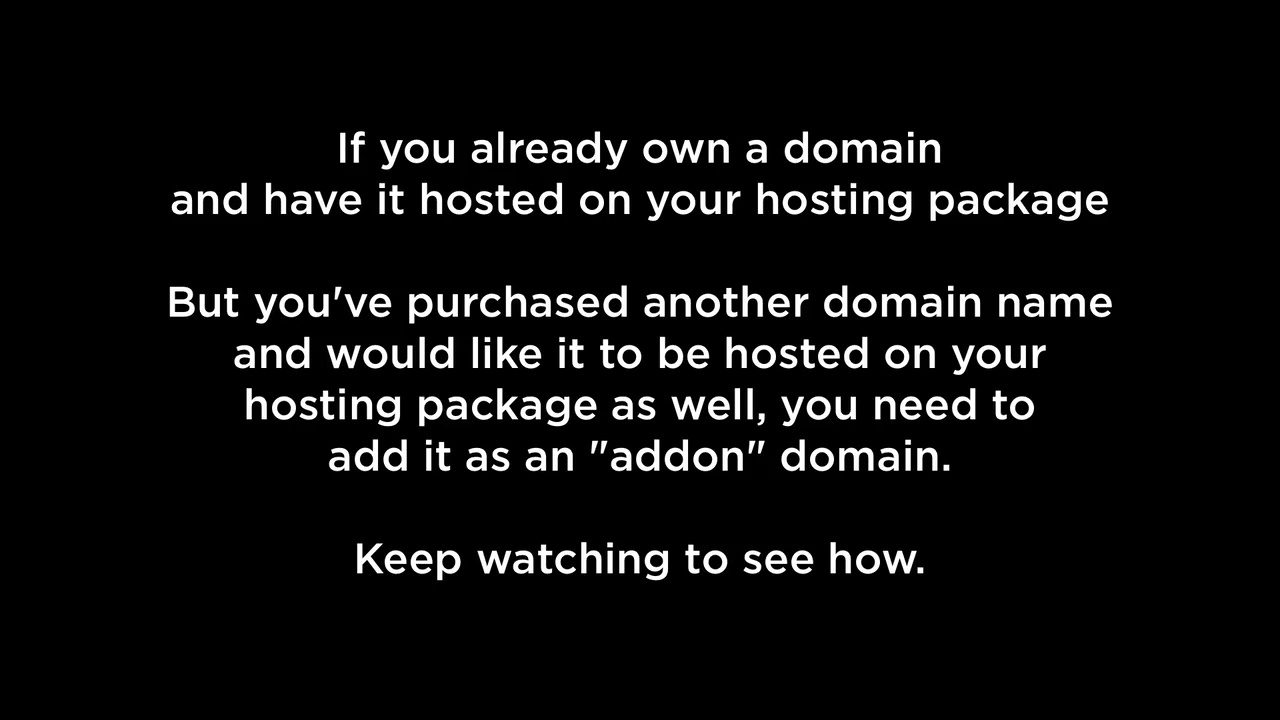 If you already own a domain
and have it hosted on your hosting package
But you've purchased another domain name
and would like it to be hosted on your
hosting package as well, you need to
add it as an "addon" domain.
Keep watching to see how.